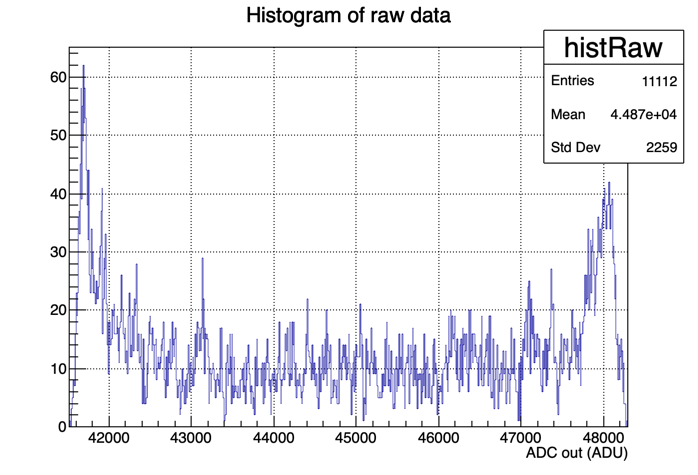 Histogram of raw data
histRaw
Entries 11112
Mean 4.487e+04
Std Dev 2259
60
50
40
30
20
10
0
42000 43000 44000 45000 46000 47000 48000
ADC out (ADU)